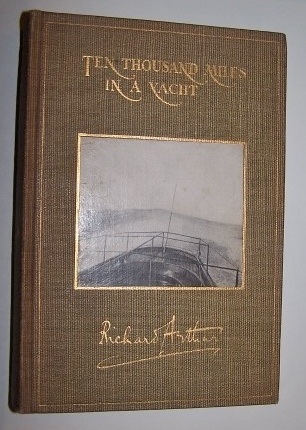 TEN THOUSAND MILES
IN A YACHT
Richard Arthur